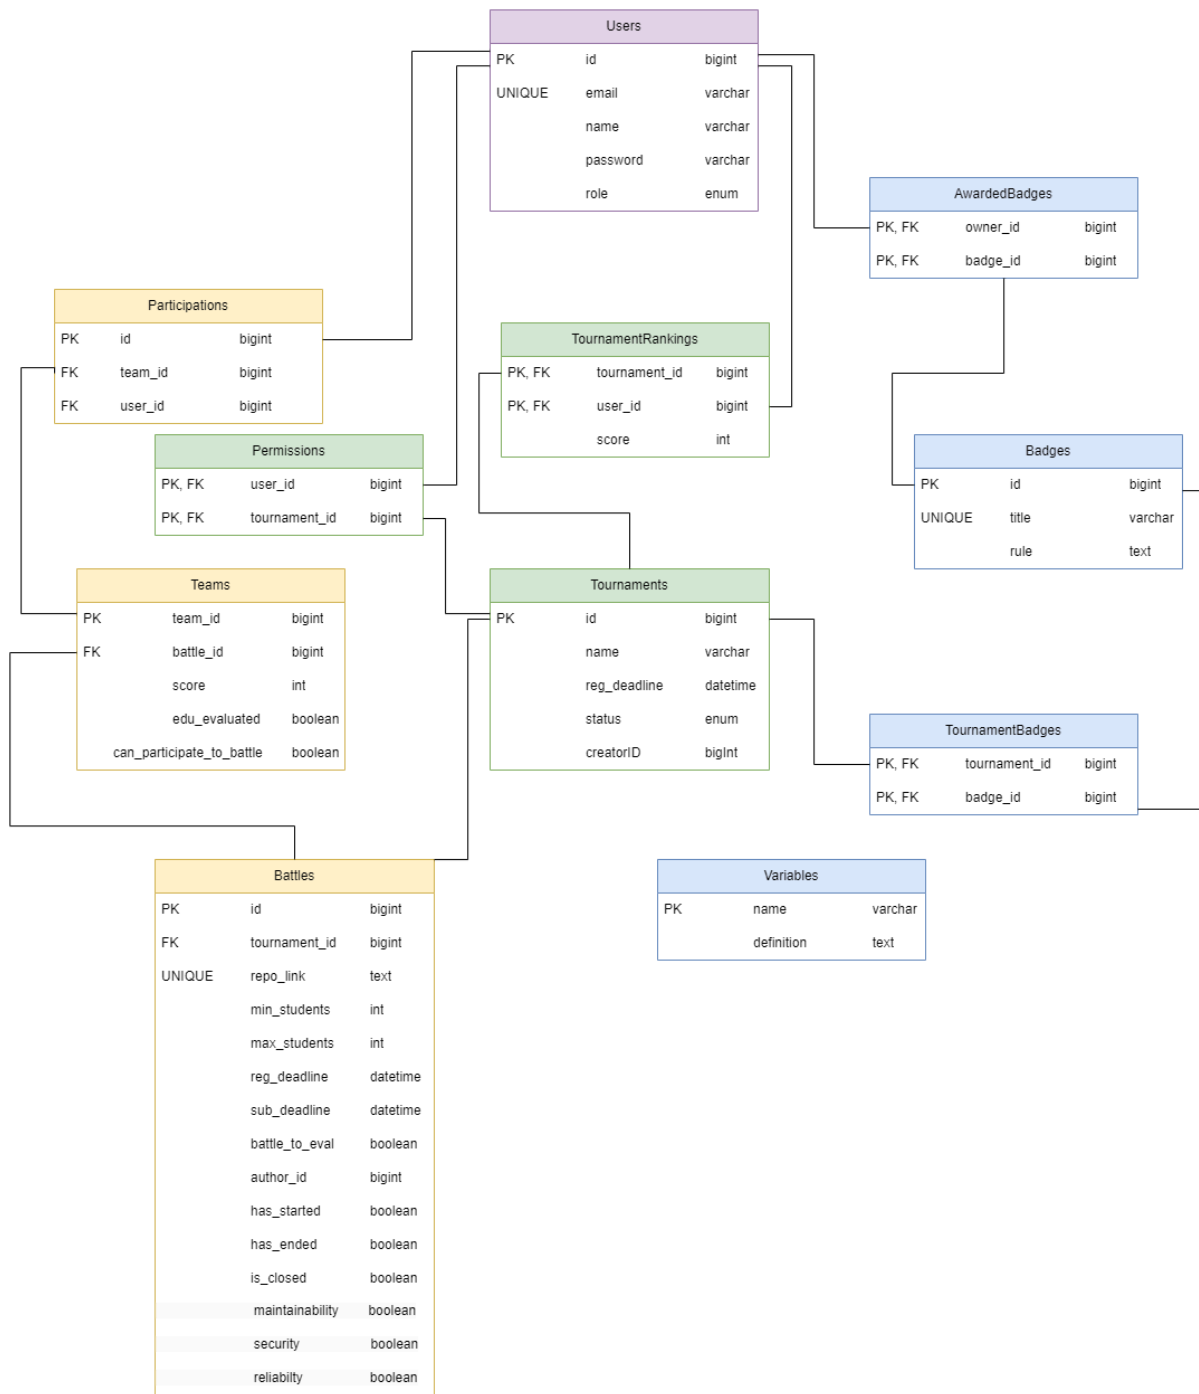 Users
PK id bigint
UNIQUE email varchar
name varchar
password varchar
role enum
AwardedBadges
PK, FK owner_id bigint
PK, FK badge_id bigint
Participations
PK id bigint
FK team_id bigint
FK user_id bigint
TournamentRankings
PK, FK tournament_id bigint
PK, FK user_id bigint
score int
Permissions
PK, FK user_id bigint
PK, FK tournament_id bigint
Badges
PK id bigint
UNIQUE title varchar
rule text
Teams
PK team_id bigint
FK battle_id bigint
score int
edu_evaluated boolean
can_participate_to_battle boolean
Tournaments
PK id bigint
name varchar
reg_deadline datetime
status enum
creatorID bigInt
TournamentBadges
PK, FK tournament_id bigint
PK, FK badge_id bigint
Battles
PK id bigint
FK tournament_id bigint
UNIQUE repo_link text
min_students int
max_students int
reg_deadline datetime
sub_deadline datetime
battle_to_eval boolean
author_id bigint
has_started boolean
has_ended boolean
is_closed boolean
maintainability boolean
security boolean
reliabilty boolean
Variables
PK name varchar
definition text